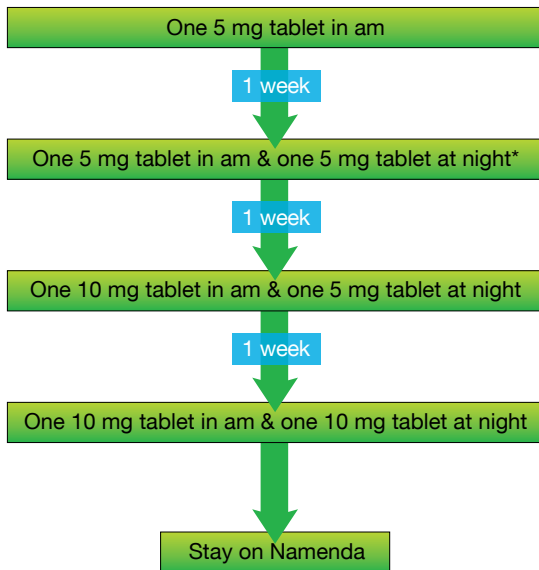 One 5 mg tablet in am
1 week
One 5 mg tablet in am & one 5 mg tablet at night*
1 week
One 10 mg tablet in am & one 5 mg tablet at night
1 week
One 10 mg tablet in am & one 10 mg tablet at night
Stay on Namenda